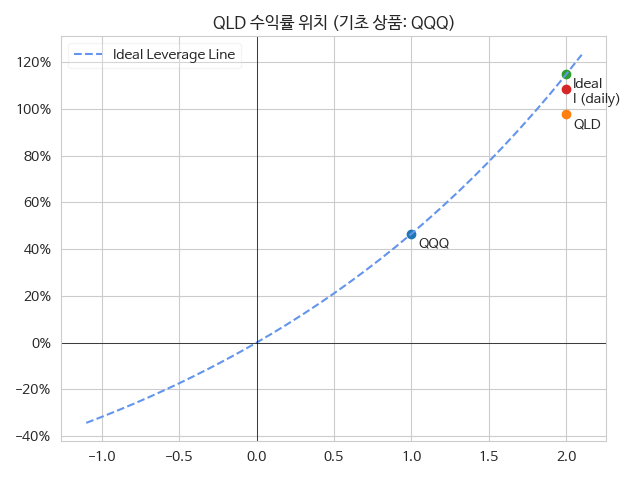 QLD 수익률 위치 (기초 상품: QQQ)
Ideal Leverage Line
120%
100%
80%
60%
40%
20%
0%
−20%
−40%
Ideal
I (daily)
QLD
QQQ
−1.0
−0.5
0.0
0.5
1.0
1.5
2.0